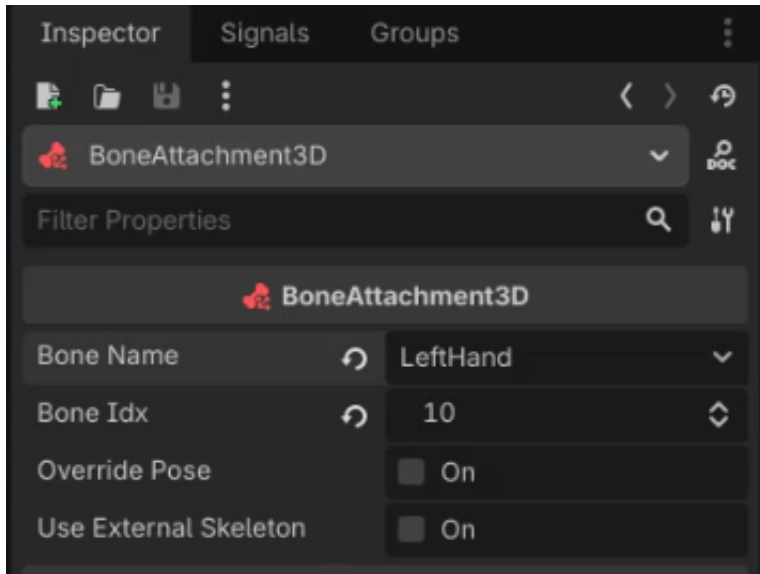 Inspector Signals Groups
BoneAttachment3D DOC
Filter Properties
BoneAttachment3D
Bone Name LeftHand
Bone Idx 10
Override Pose On
Use External Skeleton On